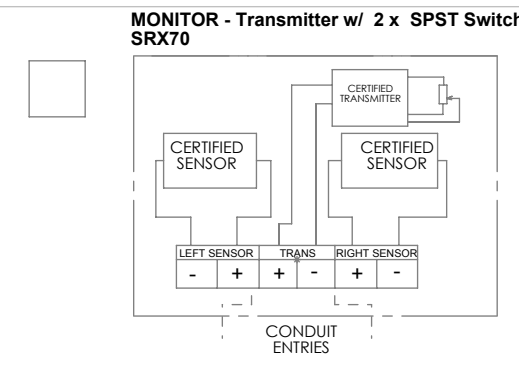 MONITOR - Transmitter w/ 2 x SPST Switch
SRX70
CERTIFIED
TRANSMITTER
CERTIFIED
SENSOR
CERTIFIED
SENSOR
LEFT SENSOR TRANS RIGHT SENSOR
- + + - + -
CONDUIT
ENTRIES